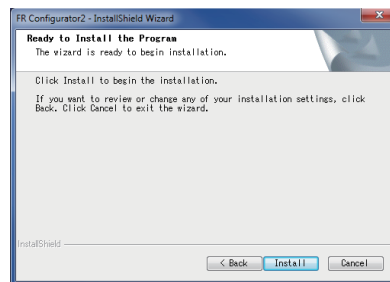 FR Configurator2 - InstallShield Wizard
Ready to Install the Program
The wizard is ready to begin installation.
Click Install to begin the installation.
If you want to review or change any of your installation settings, click
Back. Click Cancel to exit the wizard.
InstallShield
< Back Install Cancel